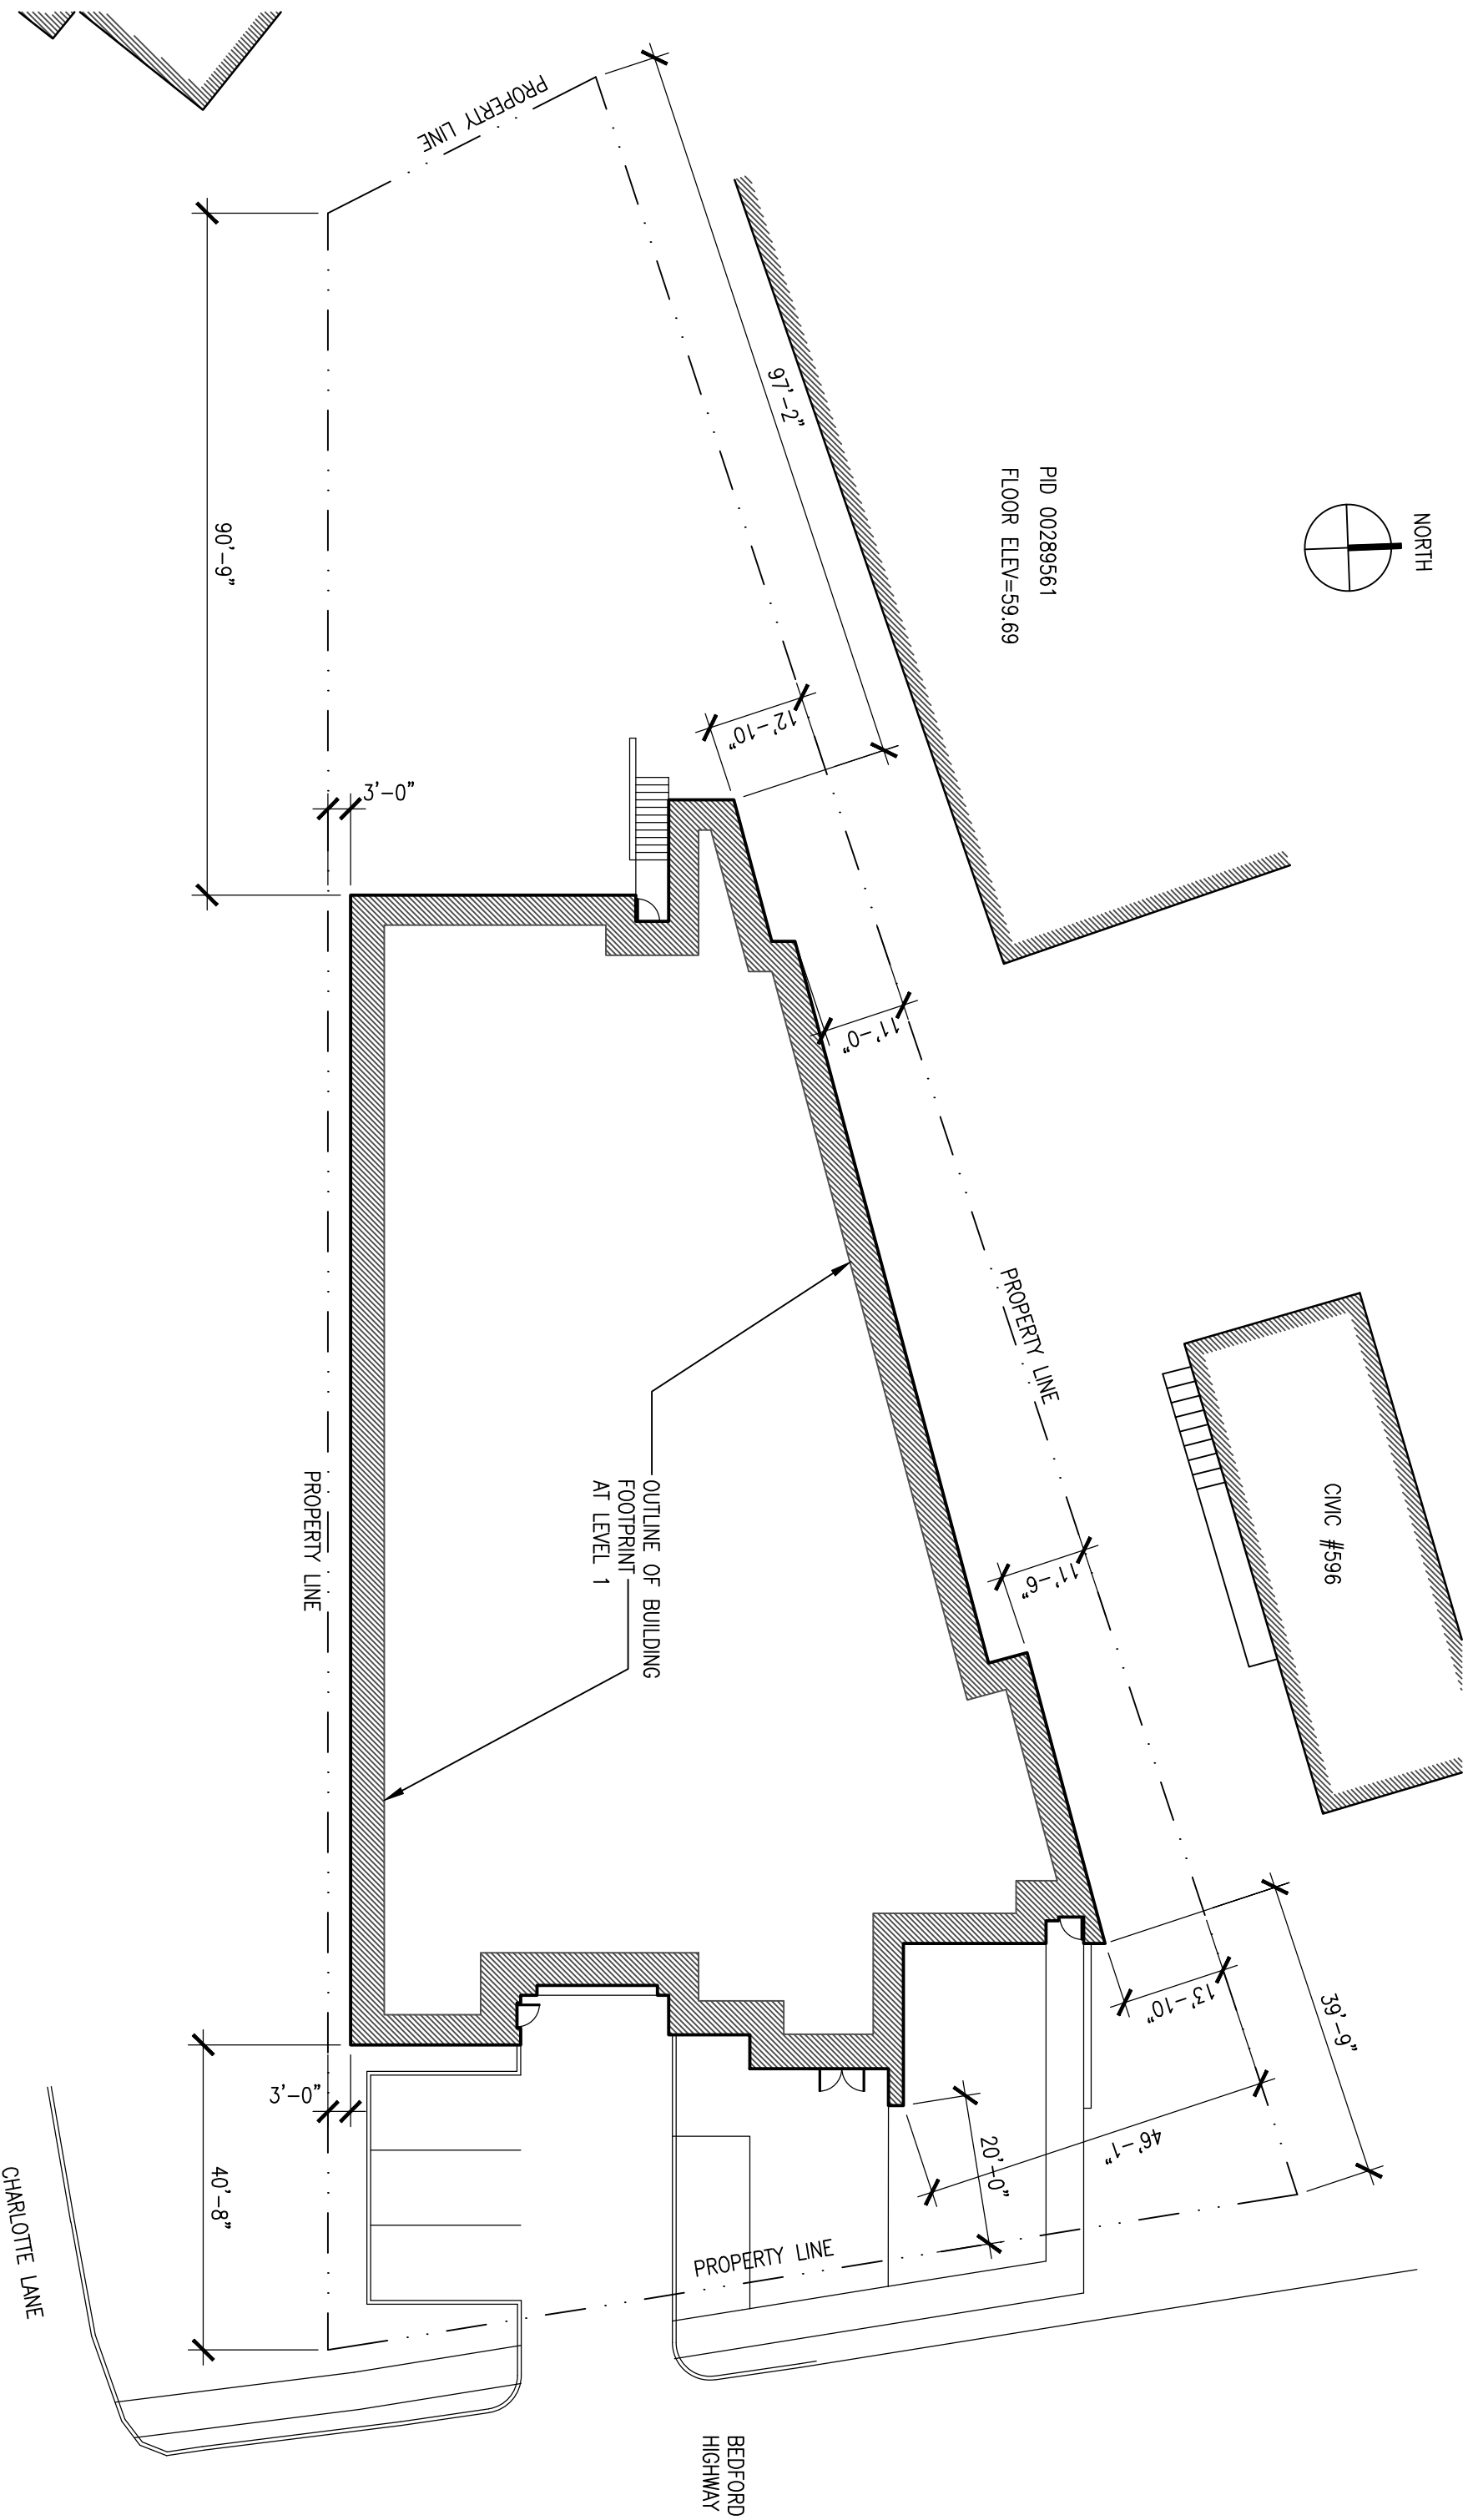 NORTH
PID 00289561
FLOOR ELEV=59.69
PROPERTY LINE
97'-2"
90'-9"
3'-0"
12'-10"
11'-0"
PROPERTY LINE
11'-6"
CIVIC #596
OUTLINE OF BUILDING
FOOTPRINT
AT LEVEL 1
PROPERTY LINE
13'-10"
39'-9"
46'-1"
20'-0"
3'-0"
40'-8"
PROPERTY LINE
CHARLOTTE LANE
BEDFORD
HIGHWAY